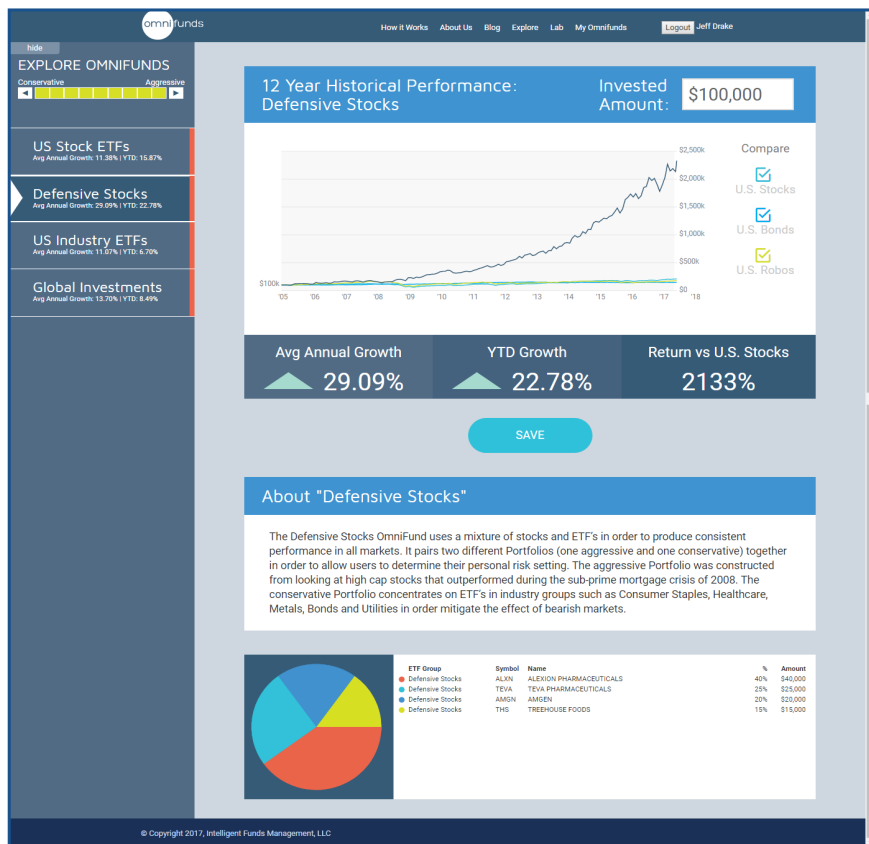 omnifunds
How it Works About Us Blog Explore Lab My Omnifunds Logout Jeff Drake
hide
EXPLORE OMNIFUNDS
Conservative Aggressive
US Stock ETFs
Avg Annual Growth: 11.38% | YTD: 15.87%
Defensive Stocks
Avg Annual Growth: 29.09% | YTD: 22.78%
US Industry ETFs
Avg Annual Growth: 11.07% | YTD: 6.70%
Global Investments
Avg Annual Growth: 13.70% | YTD: 8.49%
12 Year Historical Performance:
Defensive Stocks
Invested
Amount:
$100,000
$2,500k
$2,000k
$1,500k
$1,000k
$500k
$0
$100k
'05 '06 '07 '08 '09 '10 '11 '12 '13 '14 '15 '16 '17 '18
Compare
U.S. Stocks
U.S. Bonds
U.S. Robos
Avg Annual Growth
29.09%
YTD Growth
22.78%
Return vs U.S. Stocks
2133%
SAVE
About "Defensive Stocks"
The Defensive Stocks OmniFund uses a mixture of stocks and ETF's in order to produce consistent
performance in all markets. It pairs two different Portfolios (one aggressive and one conservative) together
in order to allow users to determine their personal risk setting. The aggressive Portfolio was constructed
from looking at high cap stocks that outperformed during the sub-prime mortgage crisis of 2008. The
conservative Portfolio concentrates on ETF's in industry groups such as Consumer Staples, Healthcare,
Metals, Bonds and Utilities in order mitigate the effect of bearish markets.
ETF Group Symbol Name % Amount
Defensive Stocks ALXN ALEXION PHARMACEUTICALS 40% $40,000
Defensive Stocks TEVA TEVA PHARMACEUTICALS 25% $25,000
Defensive Stocks AMGN AMGEN 20% $20,000
Defensive Stocks THS TREEHOUSE FOODS 15% $15,000
© Copyright 2017, Intelligent Funds Management, LLC